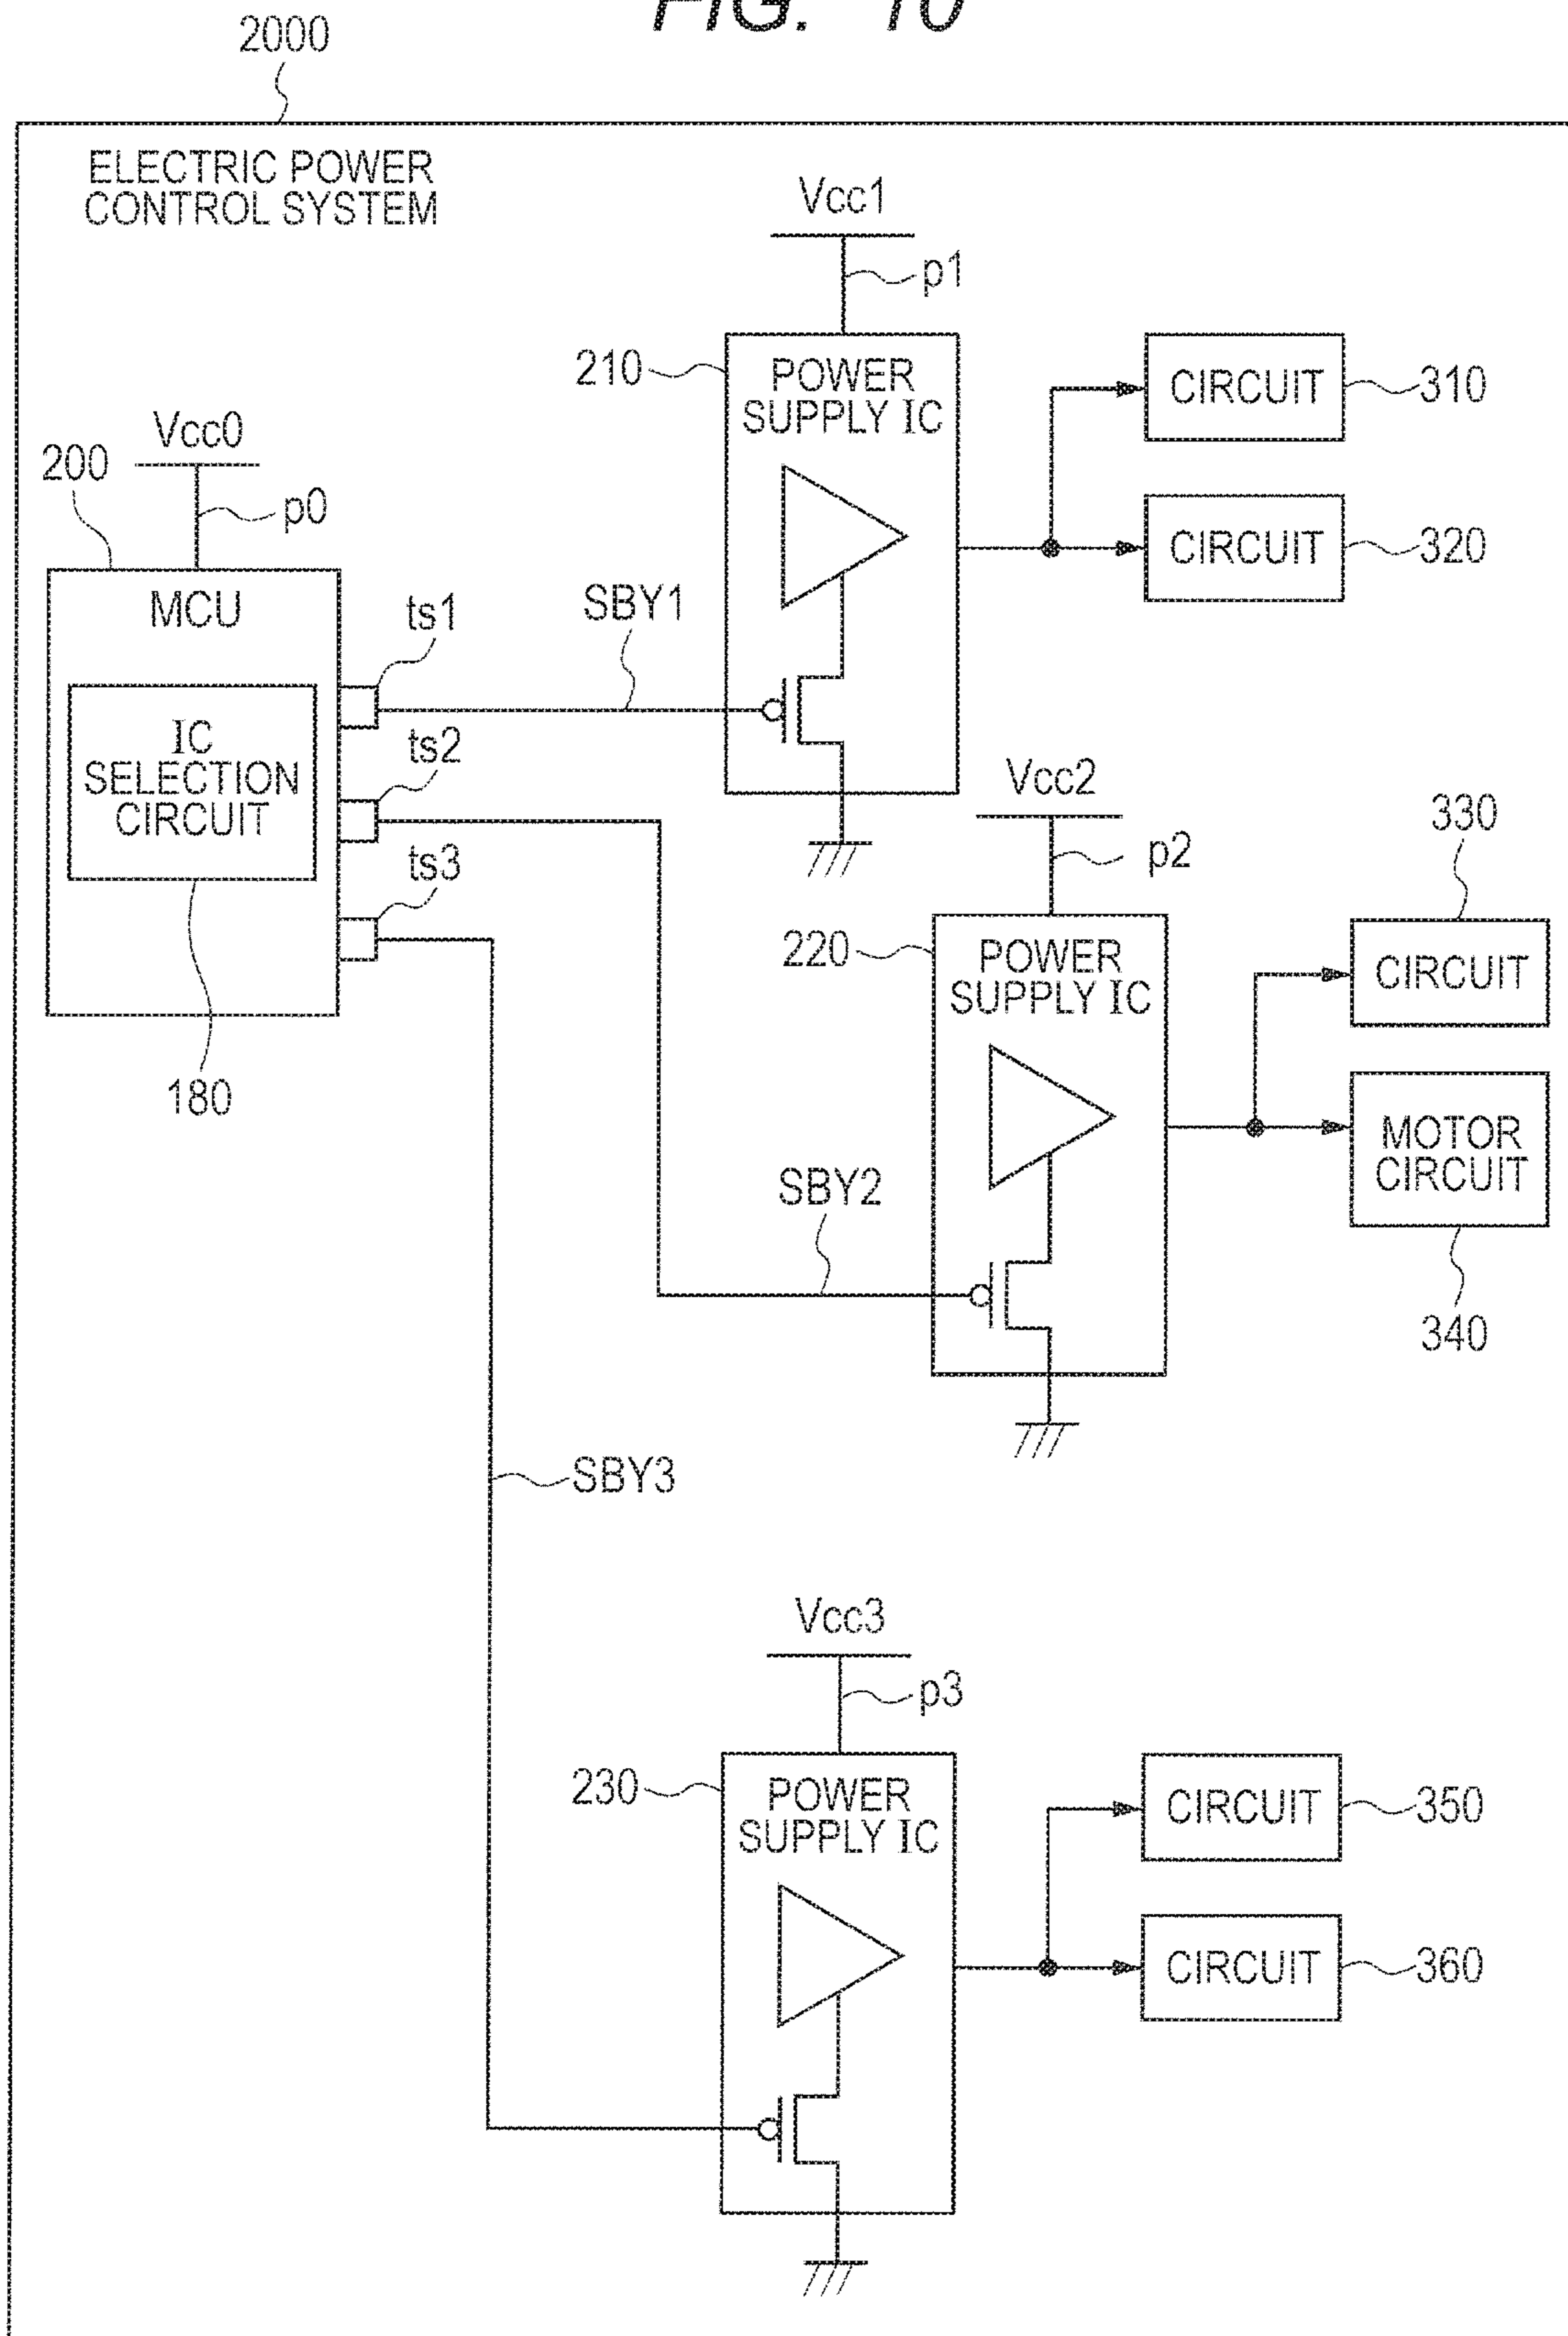 FIG. 10
2000
ELECTRIC POWER
CONTROL SYSTEM
Vcc1
p1
210
POWER
SUPPLY IC
CIRCUIT
310
CIRCUIT
320
Vcc0
200
p0
MCU
ts1
SBY1
IC
SELECTION
CIRCUIT
ts2
ts3
180
Vcc2
p2
330
220
POWER
SUPPLY IC
CIRCUIT
MOTOR
CIRCUIT
SBY2
340
SBY3
Vcc3
p3
230
POWER
SUPPLY IC
CIRCUIT
350
CIRCUIT
360